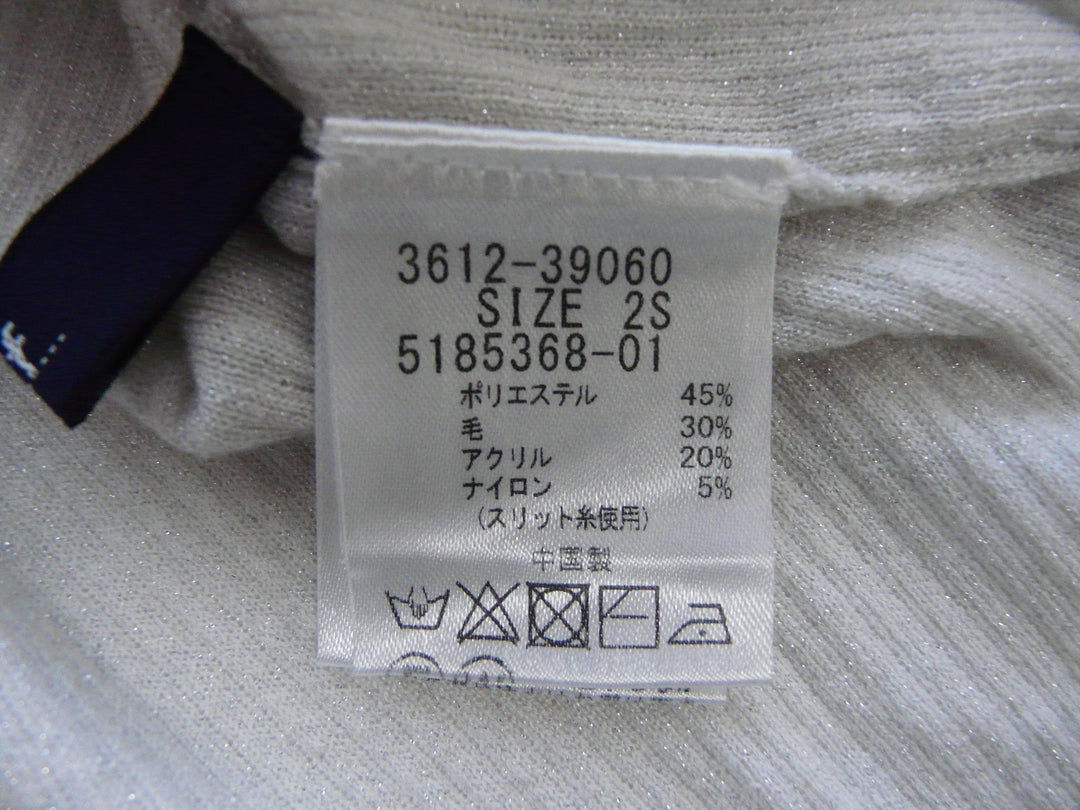 3612-39060
SIZE 2S
5185368-01
ポリエステル 45%
毛 30%
アクリル 20%
ナイロン 5%
(スリット糸使用)
中国製